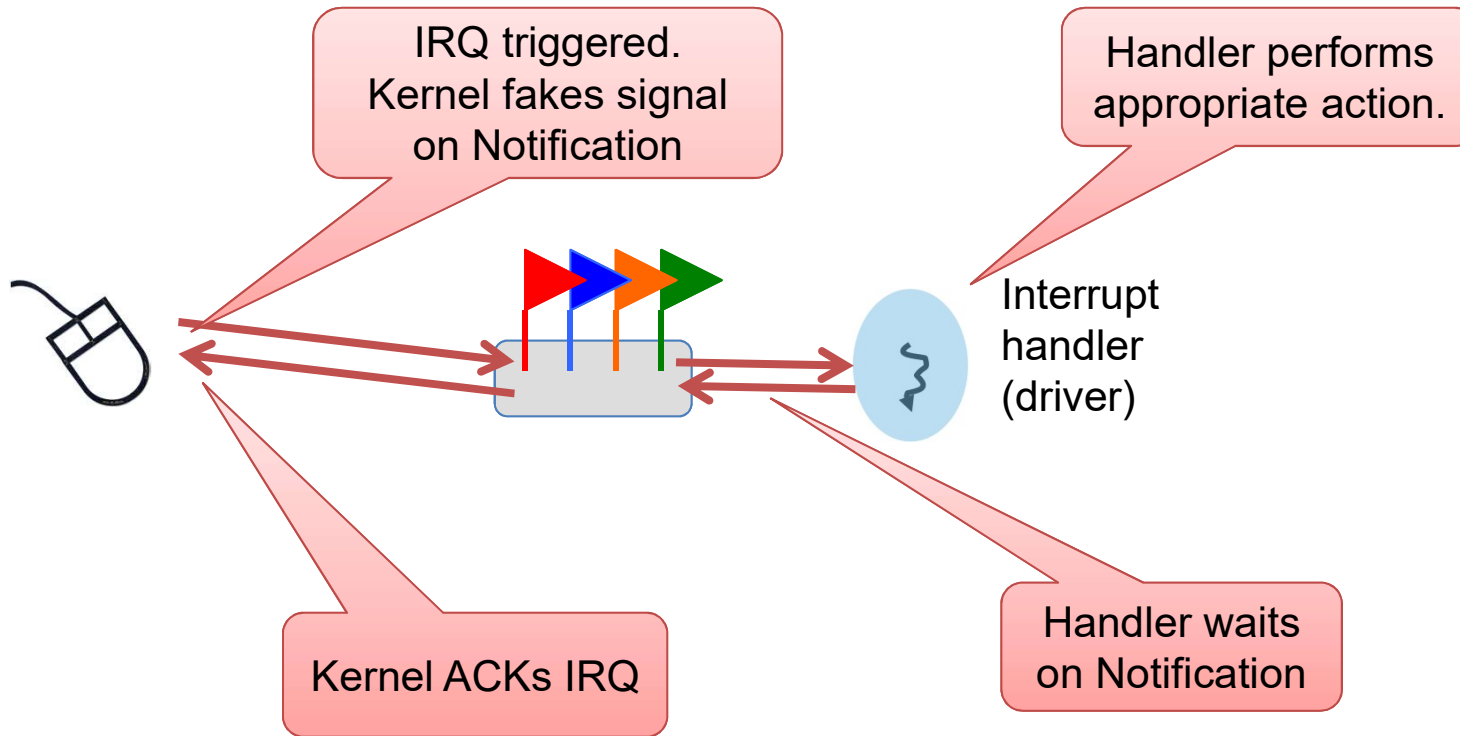 IRQ triggered.
Kernel fakes signal
on Notification
Handler performs
appropriate action.
Interrupt
handler
(driver)
Kernel ACKs IRQ
Handler waits
on Notification